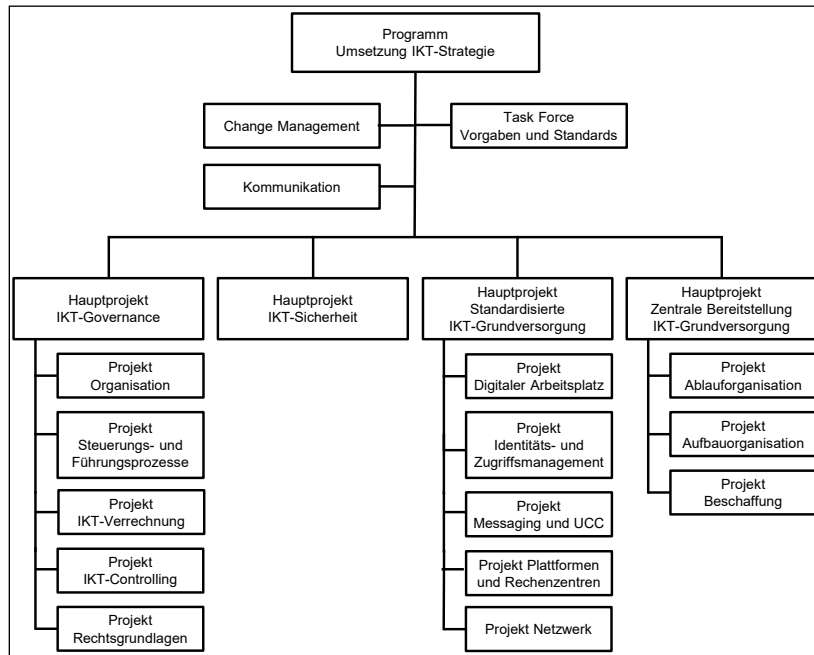 Programm
Umsetzung IKT-Strategie
Change Management
Task Force
Vorgaben und Standards
Kommunikation
Hauptprojekt
IKT-Governance
Hauptprojekt
IKT-Sicherheit
Hauptprojekt
Standardisierte
IKT-Grundversorgung
Hauptprojekt
Zentrale Bereitstellung
IKT-Grundversorgung
Projekt
Organisation
Projekt
Steuerungs- und
Führungsprozesse
Projekt
IKT-Verrechnung
Projekt
IKT-Controlling
Projekt
Rechtsgrundlagen
Projekt
Digitaler Arbeitsplatz
Projekt
Identitäts- und
Zugriffsmanagement
Projekt
Messaging und UCC
Projekt Plattformen
und Rechenzentren
Projekt Netzwerk
Projekt
Ablauforganisation
Projekt
Aufbauorganisation
Projekt
Beschaffung